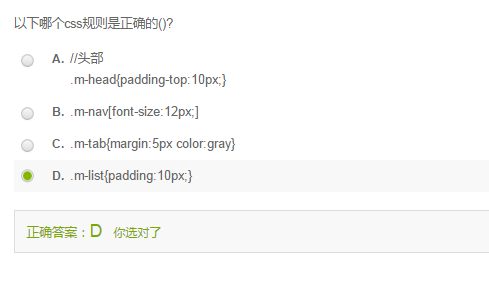 以下哪个css规则是正确的()?
A. //头部
.m-head{padding-top:10px;}
B. .m-nav[font-size:12px;]
C. .m-tab{margin:5px color:gray}
D. .m-list{padding:10px;}
正确答案：D 你选对了